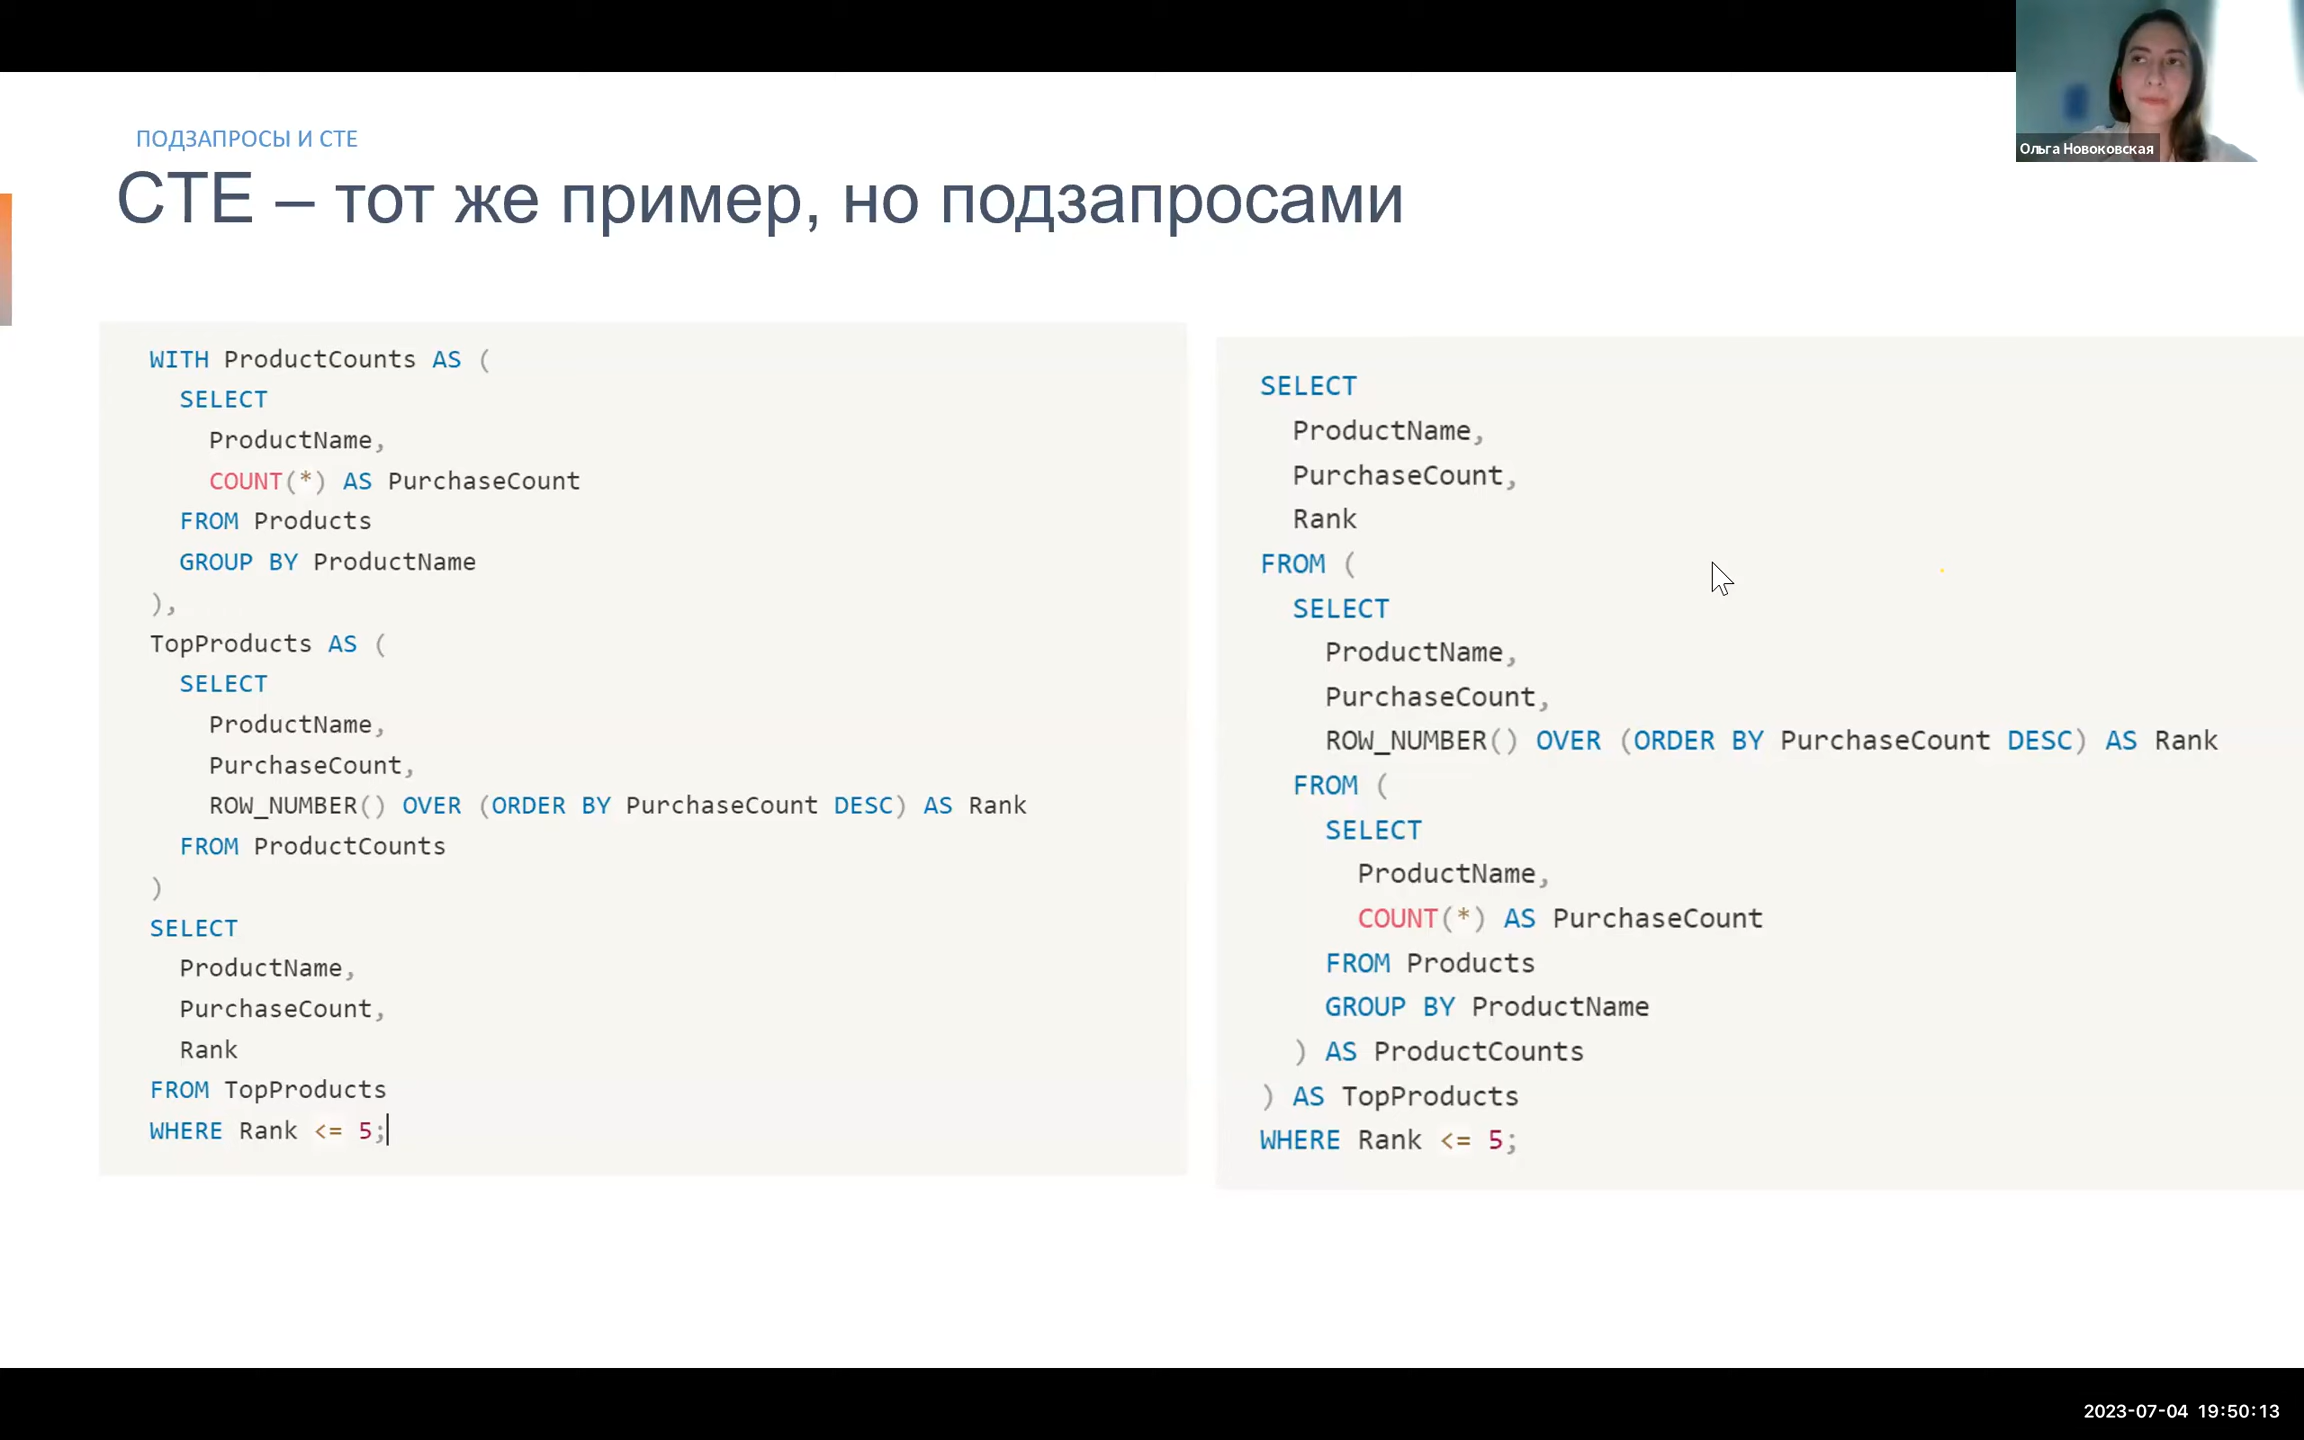 Ольга Новоковская
ПОДЗАПРОСЫ И CTE
CTE – тот же пример, но подзапросами
WITH ProductCounts AS (
SELECT
ProductName,
COUNT(*) AS PurchaseCount
FROM Products
GROUP BY ProductName
),
TopProducts AS (
SELECT
ProductName,
PurchaseCount,
ROW_NUMBER() OVER (ORDER BY PurchaseCount DESC) AS Rank
FROM ProductCounts
)
SELECT
ProductName,
PurchaseCount,
Rank
FROM TopProducts
WHERE Rank <= 5;
SELECT
ProductName,
PurchaseCount,
Rank
FROM (
SELECT
ProductName,
PurchaseCount,
ROW_NUMBER() OVER (ORDER BY PurchaseCount DESC) AS Rank
FROM (
SELECT
ProductName,
COUNT(*) AS PurchaseCount
FROM Products
GROUP BY ProductName
) AS ProductCounts
) AS TopProducts
WHERE Rank <= 5;
2023-07-04 19:50:13